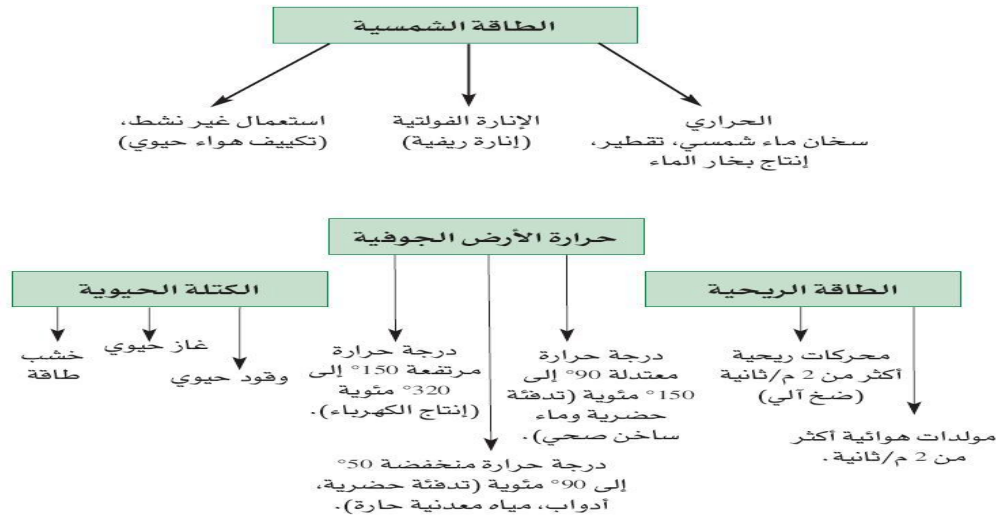 الطاقة الشمسية
الحراري
سخان ماء شمسي، تقطير،
إنتاج بخار الماء
الإنارة الفولتية
(إنارة ريفية)
استعمال غير نشط،
(تكييف هواء حيوي)
حرارة الأرض الجوفية
درجة حرارة
معتدلة 90° إلى
150° مئوية (تدفئة
حضرية وماء
ساخن صحي).
درجة حرارة منخفضة 50°
إلى 90° مئوية (تدفئة حضرية،
أدواب، مياه معدنية حارة).
درجة حرارة
مرتفعة 150° إلى
320° مئوية
(إنتاج الكهرباء).
الطاقة الريحية
محركات ريحية
أكثر من 2 م/ثانية
(ضخ آلي)
مولدات هوائية أكثر
من 2 م/ثانية.
الكتلة الحيوية
وقود حيوي
غاز حيوي
خشب
طاقة